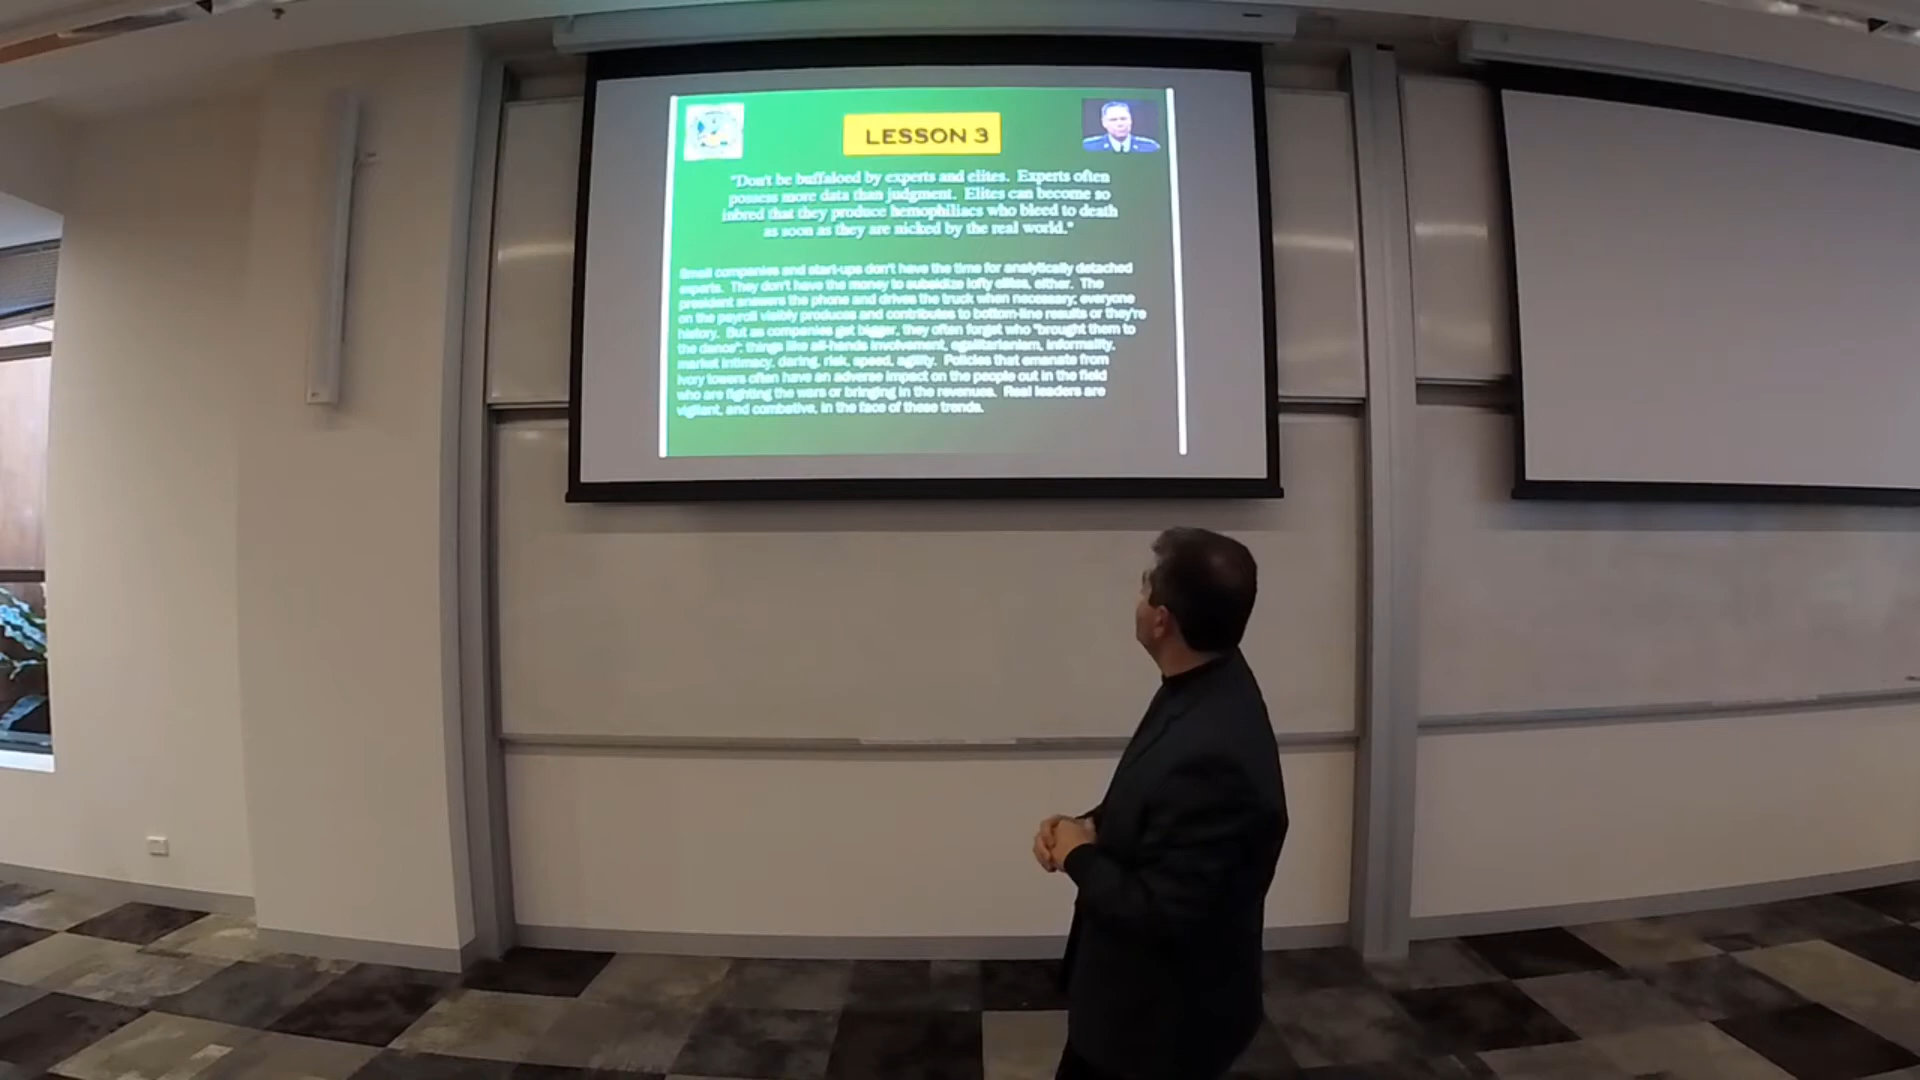 LESSON 3
"Don't be buffaloed by experts and elites. Experts often
possess more data than judgment. Elites can become so
inbred that they produce hemophiliacs who bleed to death
as soon as they are nicked by the real world."
Small companies and start-ups don't have the time for analytically detached
experts. They don't have the money to subsidize lofty elites, either. The
president answers the phone and drives the truck when necessary; everyone
on the payroll visibly produces and contributes to bottom-line results or they're
history. But as companies get bigger, they often forget who "brought them to
the dance": things like all-hands involvement, egalitarianism, informality,
market intimacy, daring, risk, speed, agility. Policies that emanate from
ivory towers often have an adverse impact on the people out in the field
who are fighting the wars or bringing in the revenues. Real leaders are
vigilant, and combative, in the face of these trends.